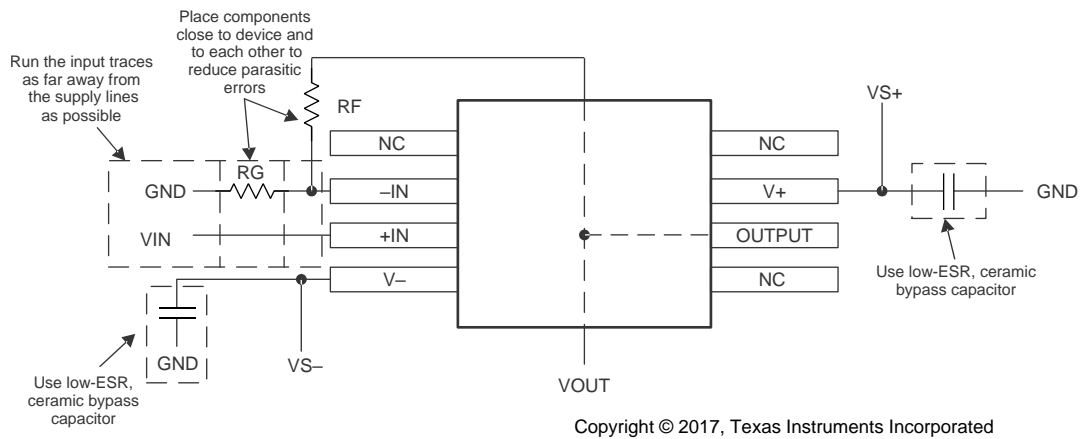 Place components
close to device and
to each other to
reduce parasitic
errors
Run the input traces
as far away from
the supply lines
as possible
RF
VS+
NC
NC
RG
GND
–IN
V+
GND
VIN
+IN
OUTPUT
V–
NC
Use low-ESR, ceramic
bypass capacitor
GND
VS–
VOUT
Use low-ESR,
ceramic bypass
capacitor
Copyright © 2017, Texas Instruments Incorporated